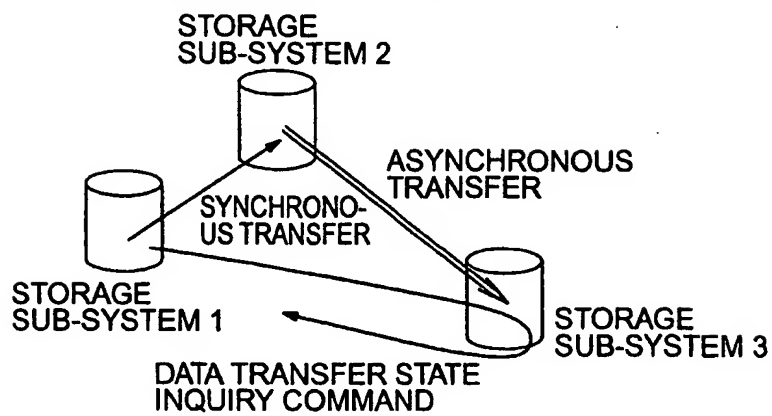 STORAGE
SUB-SYSTEM 2
ASYNCHRONOUS
TRANSFER
SYNCHRONO-
US TRANSFER
STORAGE
SUB-SYSTEM 1
STORAGE
SUB-SYSTEM 3
DATA TRANSFER STATE
INQUIRY COMMAND